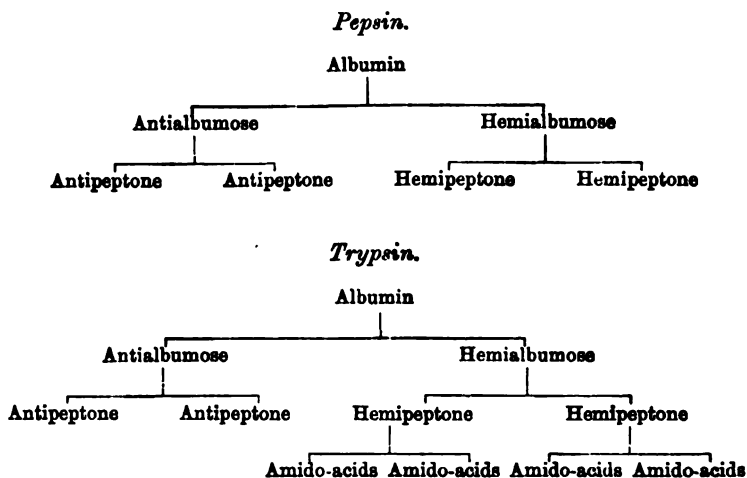 Pepsin.
Albumin
Antialbumose Hemialbumose
Antipeptone Antipeptone Hemipeptone Hemipeptone
Trypsin.
Albumin
Antialbumose Hemialbumose
Antipeptone Antipeptone Hemipeptone Hemipeptone
Amido-acids Amido-acids Amido-acids Amido-acids